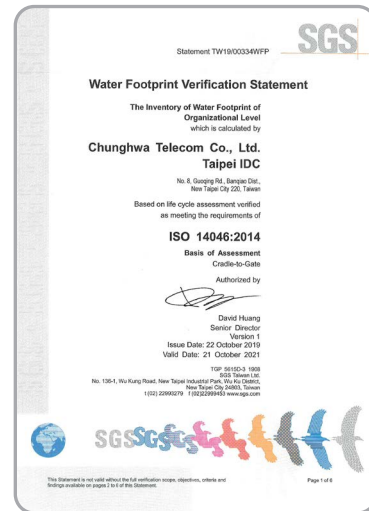 SGS
Statement TW19/00334WFP
Water Footprint Verification Statement
The Inventory of Water Footprint of
Organizational Level
which is calculated by
Chunghwa Telecom Co., Ltd.
Taipei IDC
No. 8, Guoqing Rd., Banqiao Dist.,
New Taipei City 220, Taiwan
Based on life cycle assessment verified
as meeting the requirements of
ISO 14046:2014
Basis of Assessment
Cradle-to-Gate
Authorized by
David Huang
Senior Director
Version 1
Issue Date: 22 October 2019
Valid Date: 21 October 2021
TGP 5615D-3 1908
SGS Taiwan Ltd.
No. 136-1, Wu Kung Road, New Taipei Industrial Park, Wu Ku District,
New Taipei City 24803, Taiwan
t (02) 22993279 f (02)22999453 www.sgs.com
SGSSGSSGS
This Statement is not valid without the full verification scope, objectives, criteria and
findings available on pages 2 to 6 of this Statement.
Page 1 of 6